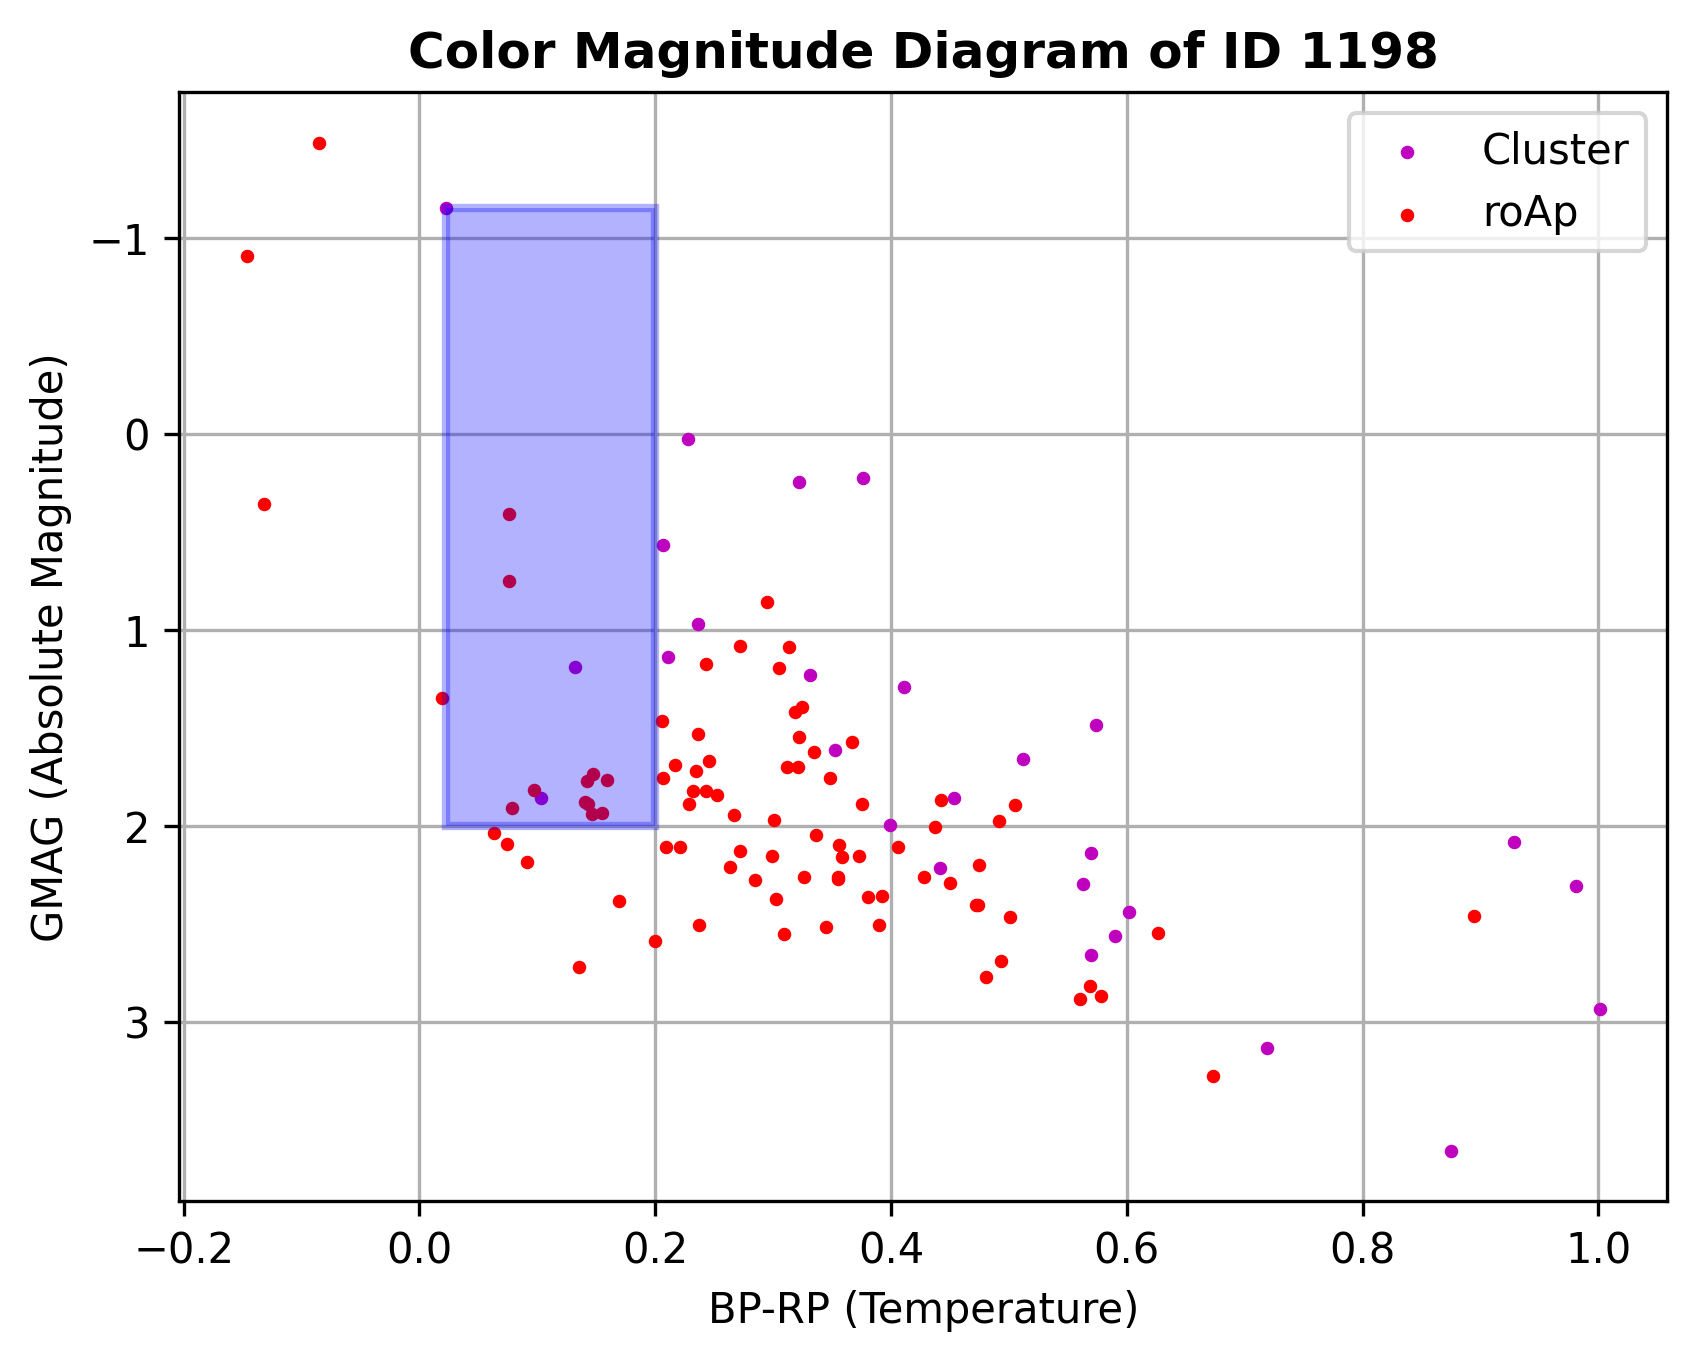 Color Magnitude Diagram of ID 1198
Cluster
roAp
GMAG (Absolute Magnitude)
−1
0
1
2
3
−0.2 0.0 0.2 0.4 0.6 0.8 1.0
BP-RP (Temperature)